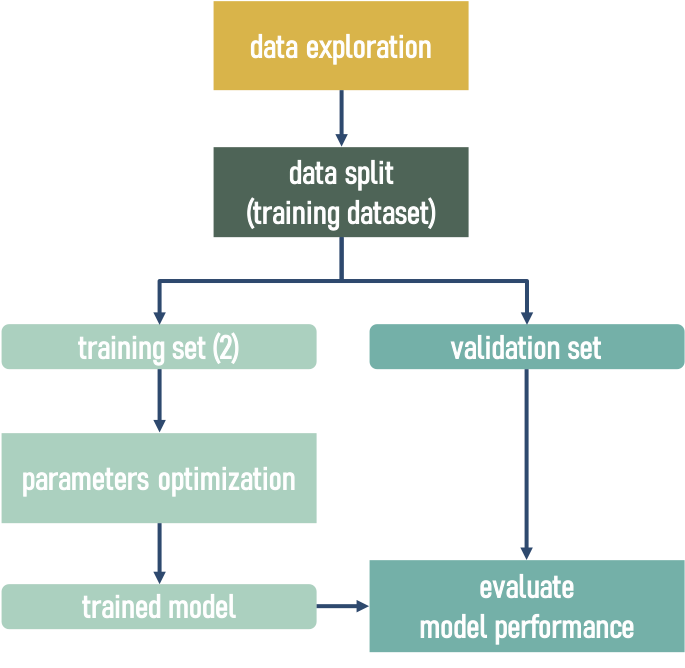 data exploration
data split
(training dataset)
training set (2)
validation set
parameters optimization
trained model
evaluate
model performance